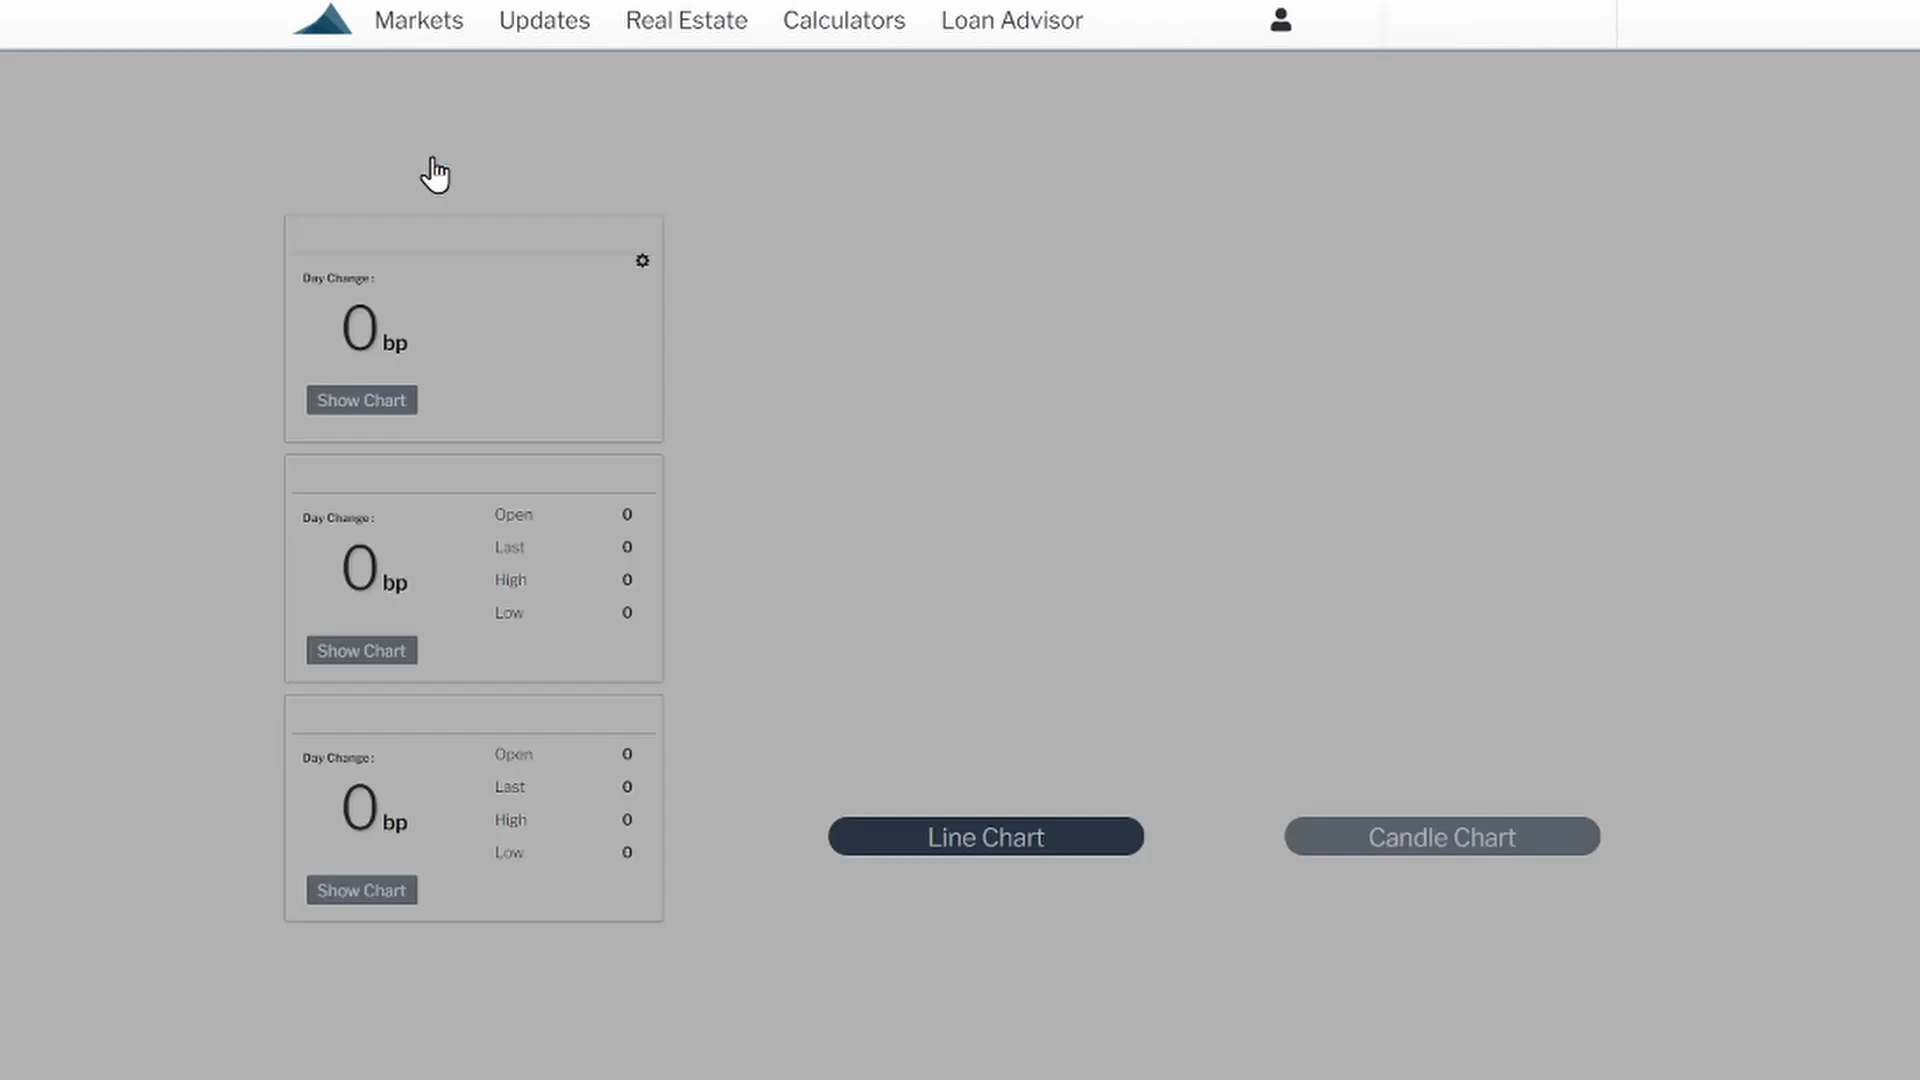 Markets Updates Real Estate Calculators Loan Advisor
Day Change :
0 bp
Show Chart
Day Change :
0 bp
Open 0
Last 0
High 0
Low 0
Show Chart
Day Change :
0 bp
Open 0
Last 0
High 0
Low 0
Show Chart
Line Chart Candle Chart